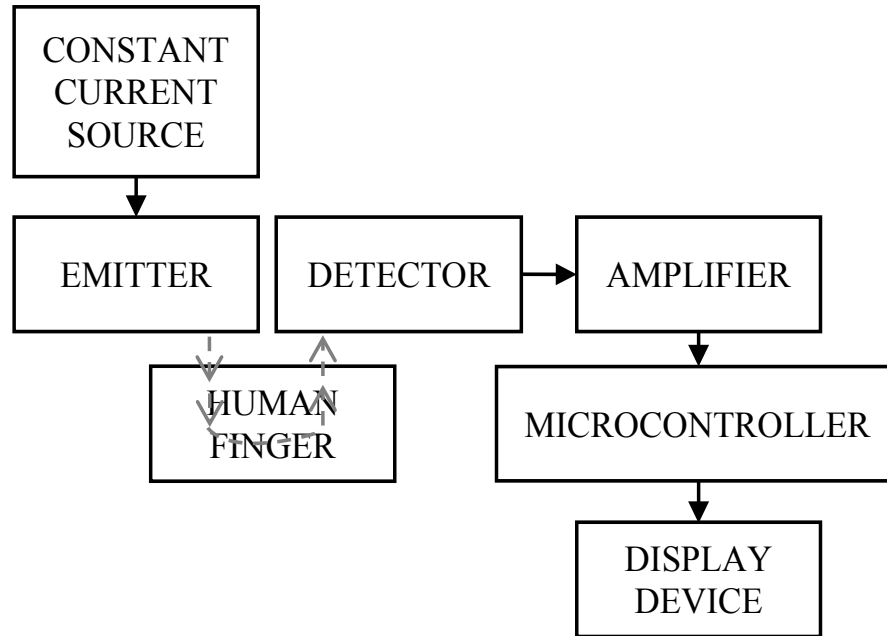 CONSTANT
CURRENT
SOURCE
EMITTER
DETECTOR
AMPLIFIER
HUMAN
FINGER
MICROCONTROLLER
DISPLAY
DEVICE